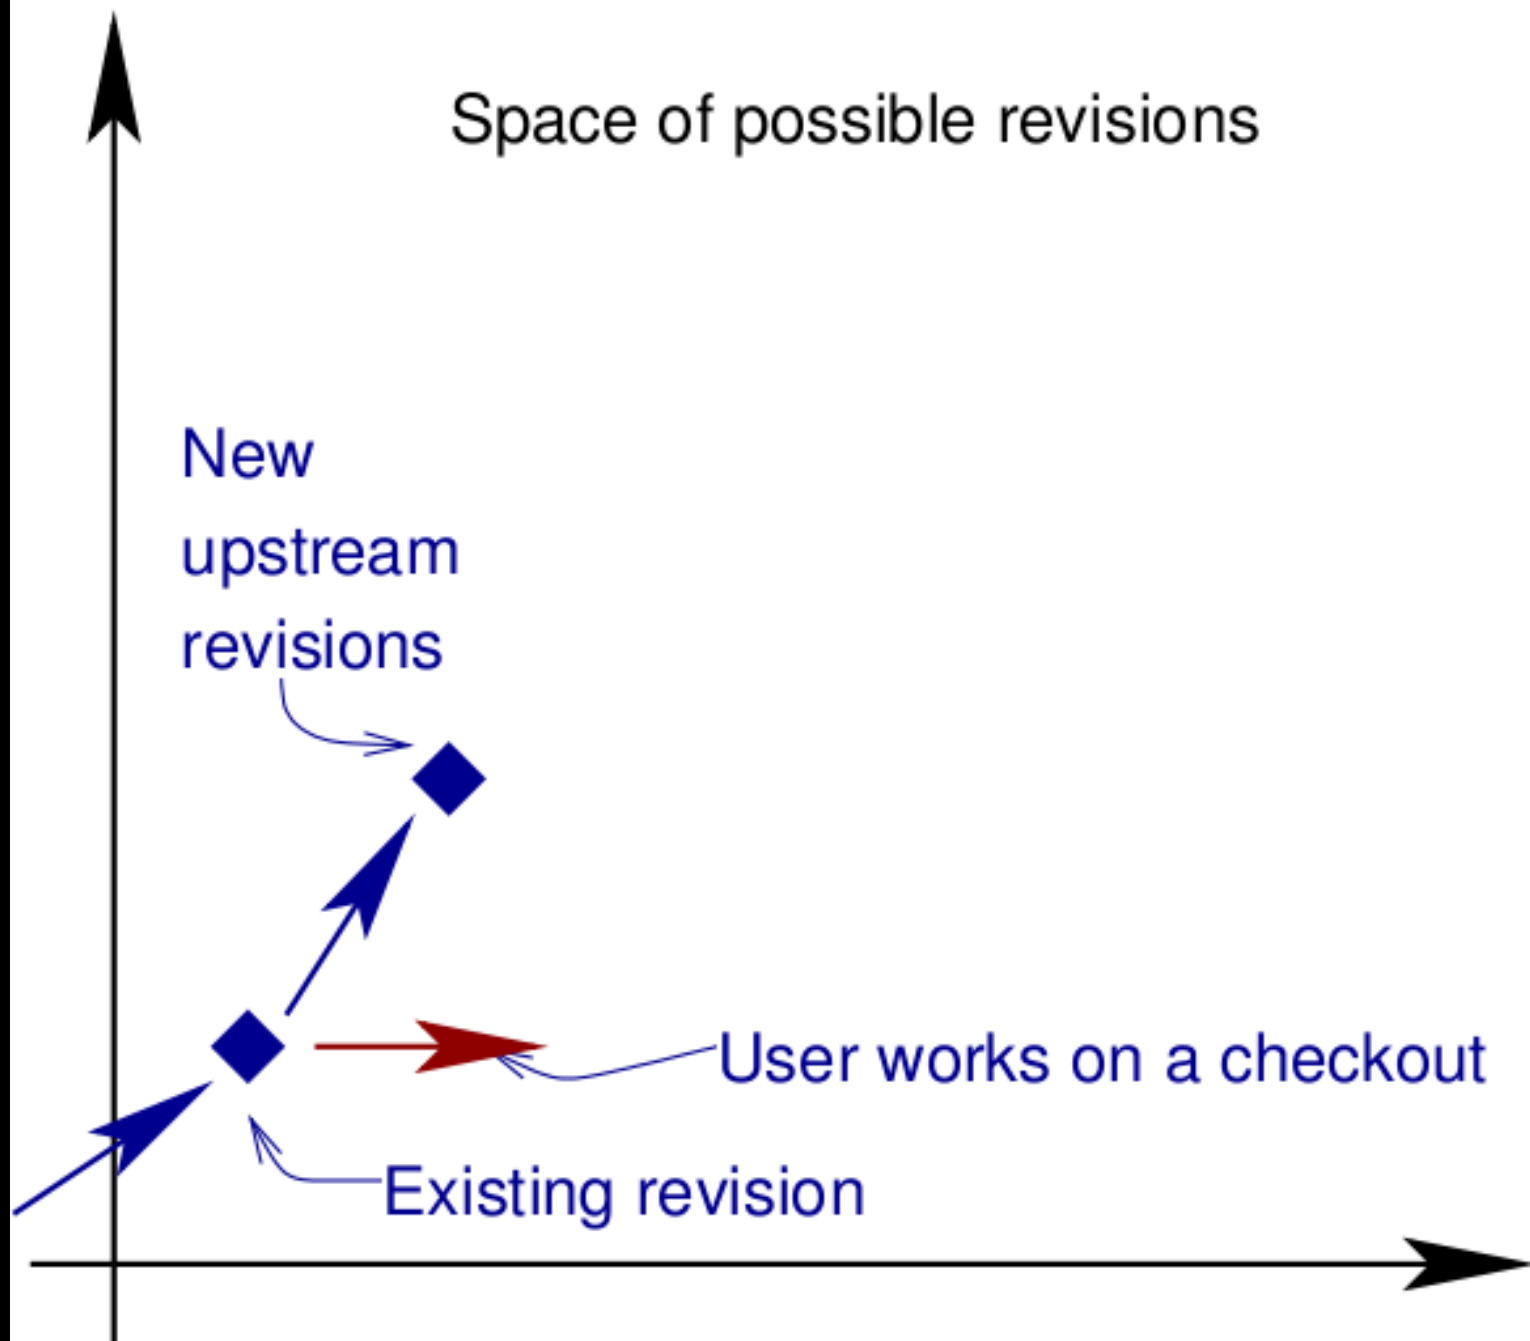 Space of possible revisions
New
upstream
revisions
User works on a checkout
Existing revision